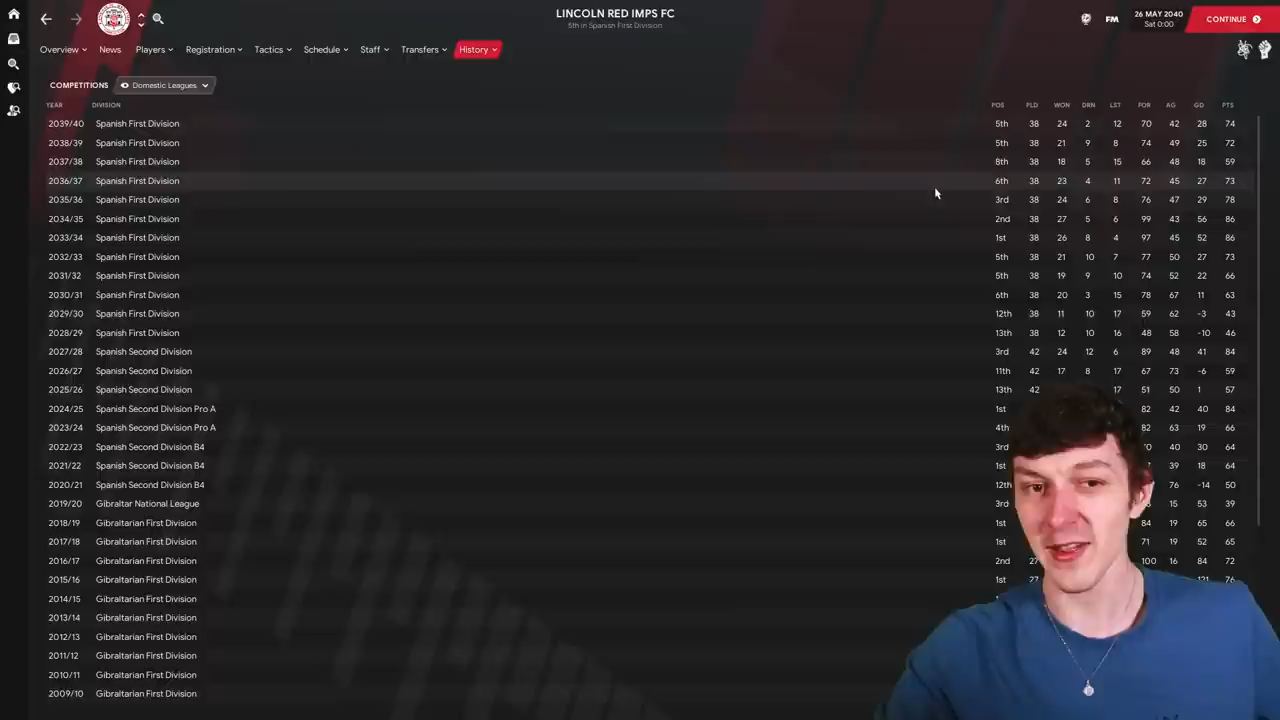 LINCOLN RED IMPS FC
5th in Spanish First Division
FM
26 MAY 2040
Sat 0:00
CONTINUE
Overview News Players Registration Tactics Schedule Staff Transfers History
COMPETITIONS Domestic Leagues
YEAR DIVISION POS PLD WON DRN LST FOR AG GD PTS
2039/40 Spanish First Division 5th 38 24 2 12 70 42 28 74
2038/39 Spanish First Division 5th 38 21 9 8 74 49 25 72
2037/38 Spanish First Division 8th 38 18 5 15 66 48 18 59
2036/37 Spanish First Division 6th 38 23 4 11 72 45 27 73
2035/36 Spanish First Division 3rd 38 24 6 8 76 47 29 78
2034/35 Spanish First Division 2nd 38 27 5 6 99 43 56 86
2033/34 Spanish First Division 1st 38 26 8 4 97 45 52 86
2032/33 Spanish First Division 5th 38 21 10 7 77 50 27 73
2031/32 Spanish First Division 5th 38 19 9 10 74 52 22 66
2030/31 Spanish First Division 6th 38 20 3 15 78 67 11 63
2029/30 Spanish First Division 12th 38 11 10 17 59 62 -3 43
2028/29 Spanish First Division 13th 38 12 10 16 48 58 -10 46
2027/28 Spanish Second Division 3rd 42 24 12 6 89 48 41 84
2026/27 Spanish Second Division 11th 42 17 8 17 67 73 -6 59
2025/26 Spanish Second Division 13th 42 17 51 50 1 57
2024/25 Spanish Second Division Pro A 1st 82 42 40 84
2023/24 Spanish Second Division Pro A 4th 82 63 19 66
2022/23 Spanish Second Division B4 3rd 40 30 64
2021/22 Spanish Second Division B4 1st 39 18 64
2020/21 Spanish Second Division B4 12th 76 -14 50
2019/20 Gibraltar National League 3rd 15 53 39
2018/19 Gibraltarian First Division 1st 84 19 65 66
2017/18 Gibraltarian First Division 1st 71 19 52 65
2016/17 Gibraltarian First Division 2nd 27 100 16 84 72
2015/16 Gibraltarian First Division 1st 27 121 76
2014/15 Gibraltarian First Division
2013/14 Gibraltarian First Division
2012/13 Gibraltarian First Division
2011/12 Gibraltarian First Division
2010/11 Gibraltarian First Division
2009/10 Gibraltarian First Division